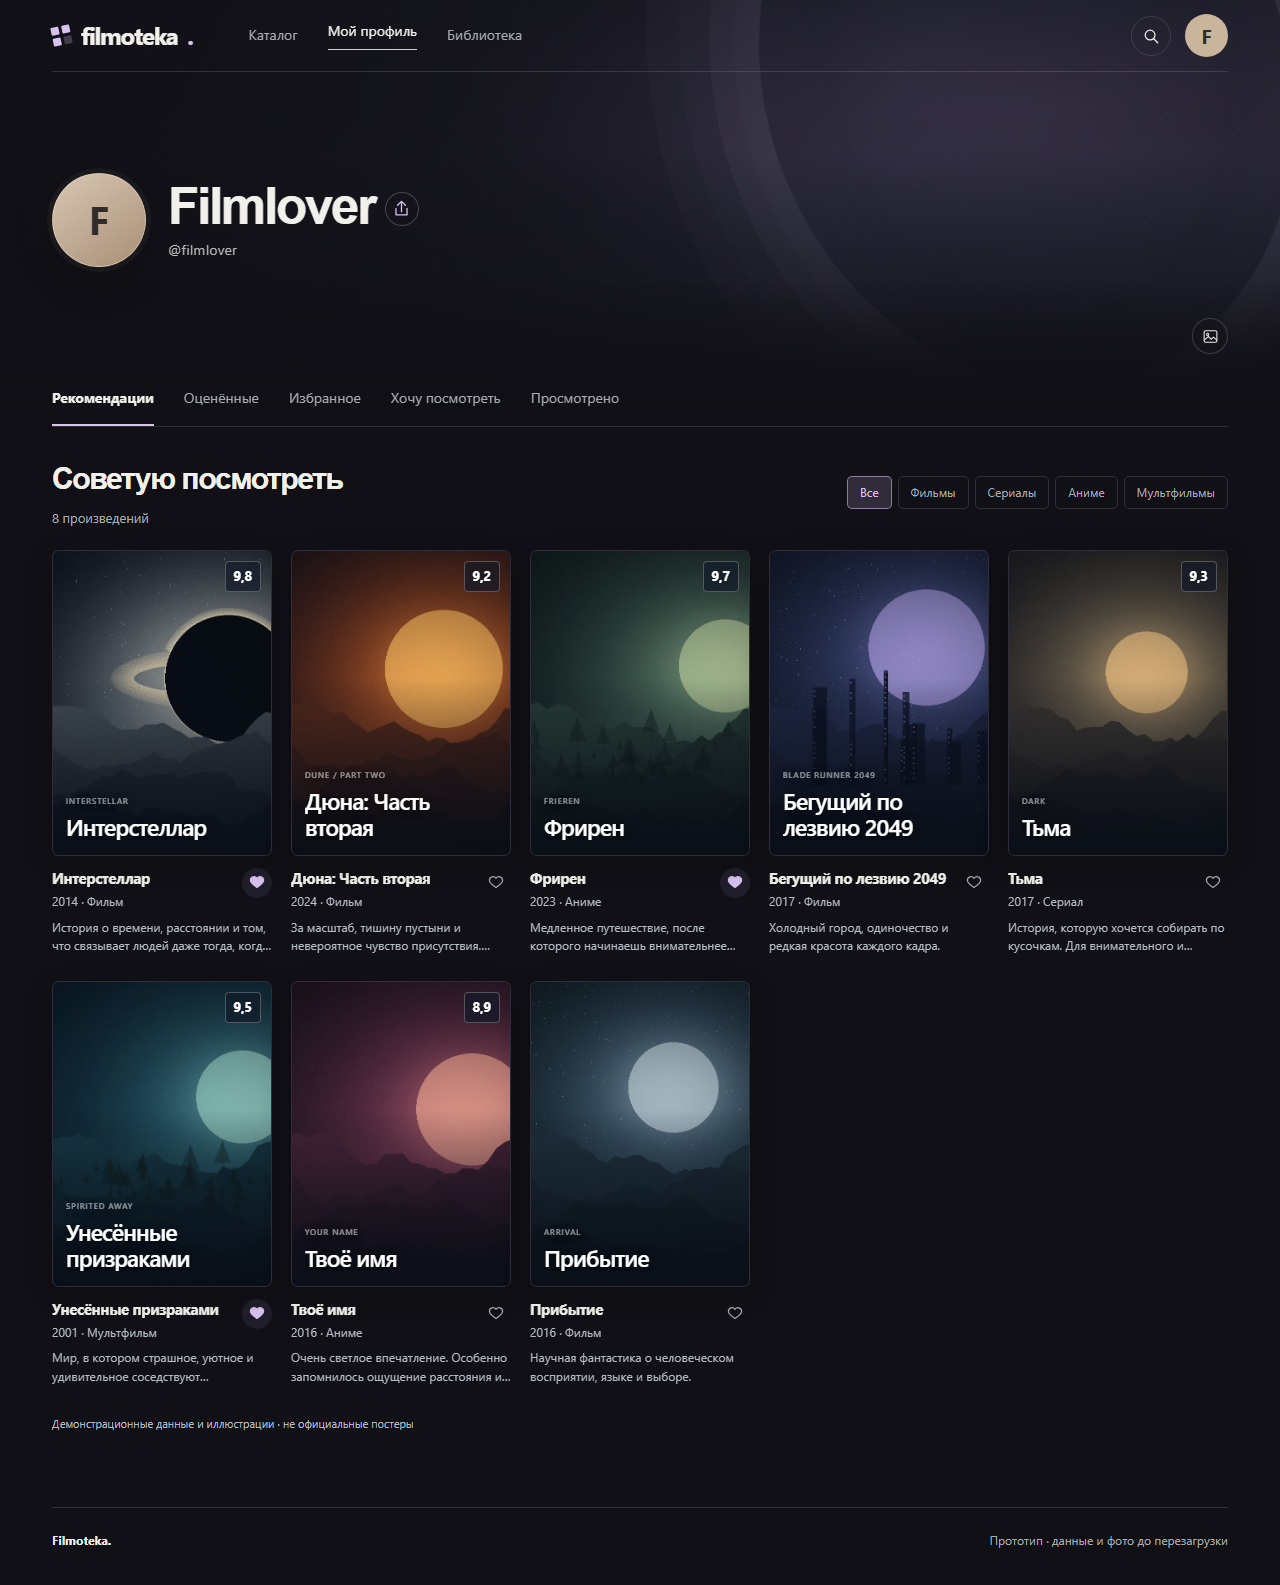 filmoteka.
Каталог
Мой профиль
Библиотека
F
F
Filmlover
@filmlover
Рекомендации
Оценённые
Избранное
Хочу посмотреть
Просмотрено
Советую посмотреть
8 произведений
Все
Фильмы
Сериалы
Аниме
Мультфильмы
9,8
INTERSTELLAR
Интерстеллар
Интерстеллар
2014 · Фильм
История о времени, расстоянии и том,
что связывает людей даже тогда, когд...
9,2
DUNE / PART TWO
Дюна: Часть
вторая
Дюна: Часть вторая
2024 · Фильм
За масштаб, тишину пустыни и
невероятное чувство присутствия....
9,7
FRIEREN
Фрирен
Фрирен
2023 · Аниме
Медленное путешествие, после
которого начинаешь внимательнее...
BLADE RUNNER 2049
Бегущий по
лезвию 2049
Бегущий по лезвию 2049
2017 · Фильм
Холодный город, одиночество и
редкая красота каждого кадра.
9,3
DARK
Тьма
Тьма
2017 · Сериал
История, которую хочется собирать по
кусочкам. Для внимательного и...
9,5
SPIRITED AWAY
Унесённые
призраками
Унесённые призраками
2001 · Мультфильм
Мир, в котором страшное, уютное и
удивительное соседствуют...
8,9
YOUR NAME
Твоё имя
Твоё имя
2016 · Аниме
Очень светлое впечатление. Особенно
запомнилось ощущение расстояния и...
ARRIVAL
Прибытие
Прибытие
2016 · Фильм
Научная фантастика о человеческом
восприятии, языке и выборе.
Демонстрационные данные и иллюстрации · не официальные постеры
Filmoteka.
Прототип · данные и фото до перезагрузки